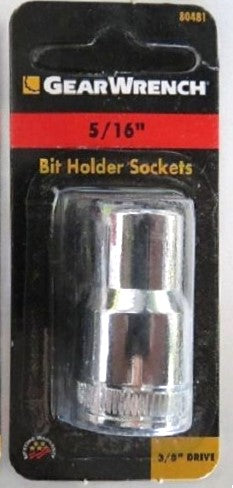 80481
GEARWRENCH
5/16"
Bit Holder Sockets
3/8" DRIVE